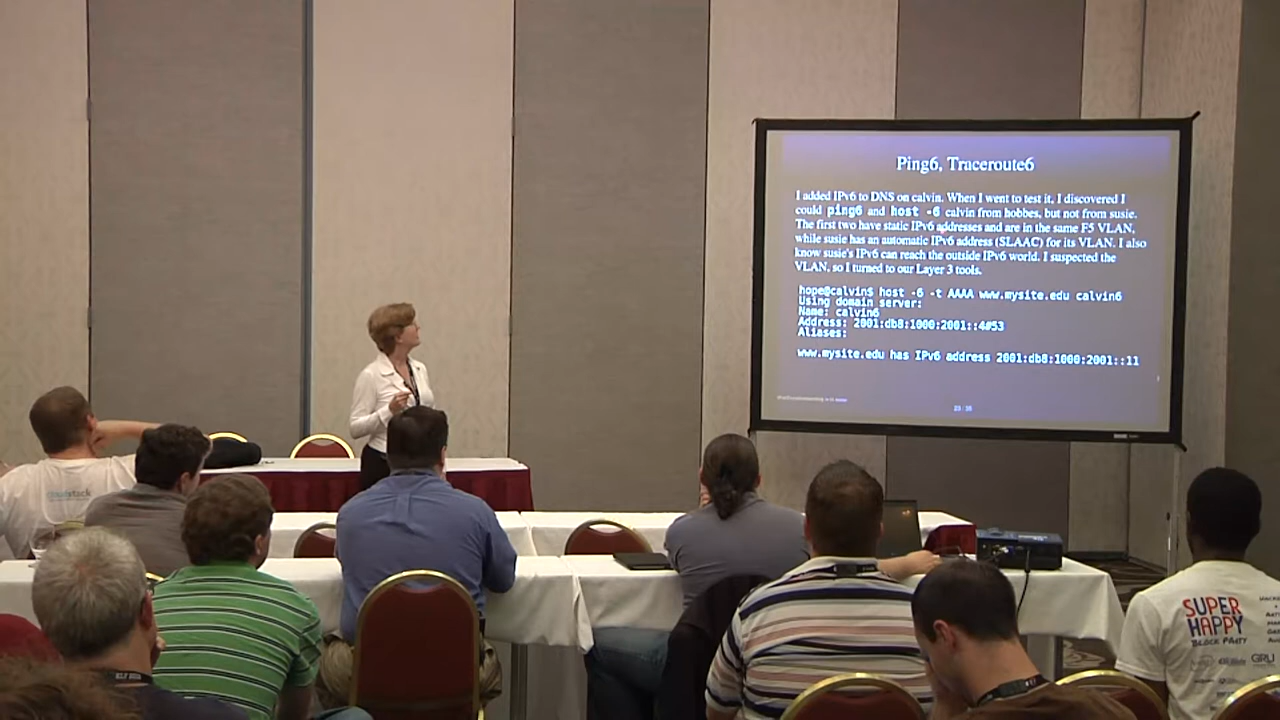 Ping6, Traceroute6
I added IPv6 to DNS on calvin. When I went to test it, I discovered I
could ping6 and host -6 calvin from hobbes, but not from susie.
The first two have static IPv6 addresses and are in the same F5 VLAN,
while susie has an automatic IPv6 address (SLAAC) for its VLAN. I also
know susie's IPv6 can reach the outside IPv6 world. I suspected the
VLAN, so I turned to our Layer 3 tools.
hope@calvin$ host -6 -t AAAA www.mysite.edu calvin6
Using domain server:
Name: calvin6
Address: 2001:db8:1000:2001::4#53
Aliases:
www.mysite.edu has IPv6 address 2001:db8:1000:2001::11
SUPER
HAPPY
BLOCK PARTY
GRU